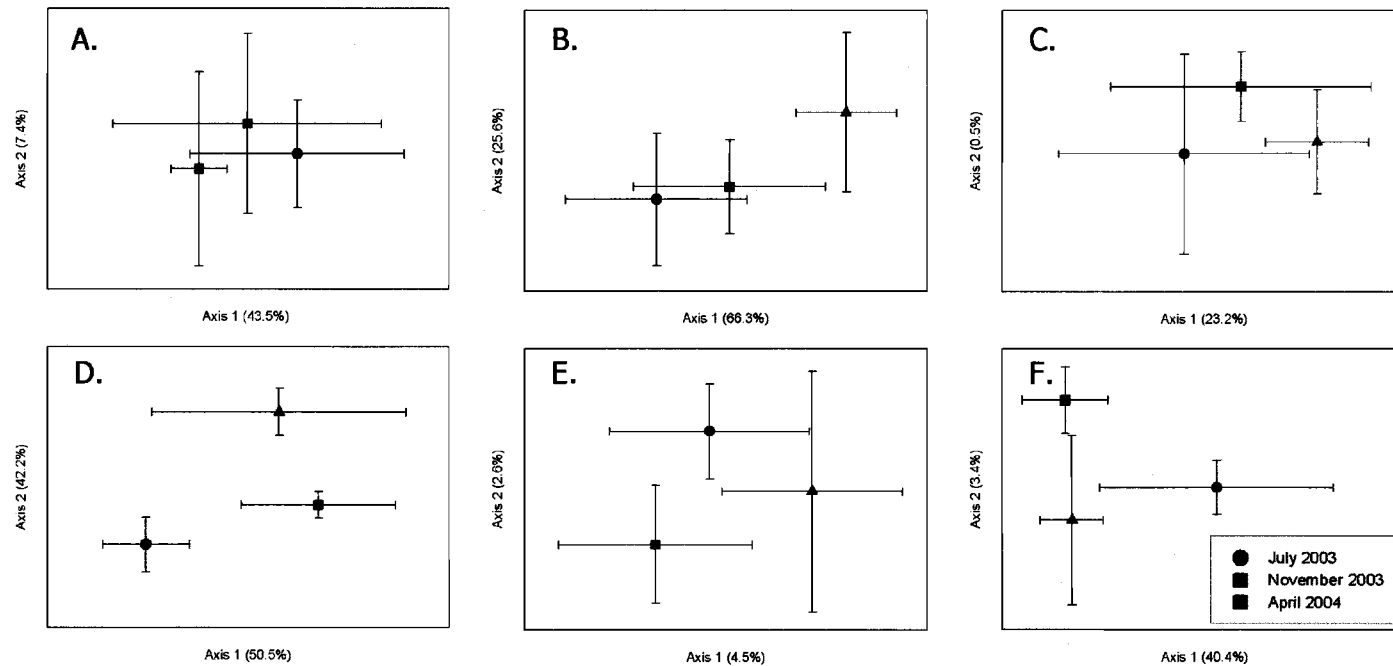 A.
Axis 2 (7.4%)
Axis 1 (43.5%)
B.
Axis 2 (25.6%)
Axis 1 (66.3%)
C.
Axis 2 (0.5%)
Axis 1 (23.2%)
D.
Axis 2 (42.2%)
Axis 1 (50.5%)
E.
Axis 2 (2.6%)
Axis 1 (4.5%)
F.
Axis 2 (3.4%)
Axis 1 (40.4%)
July 2003
November 2003
April 2004